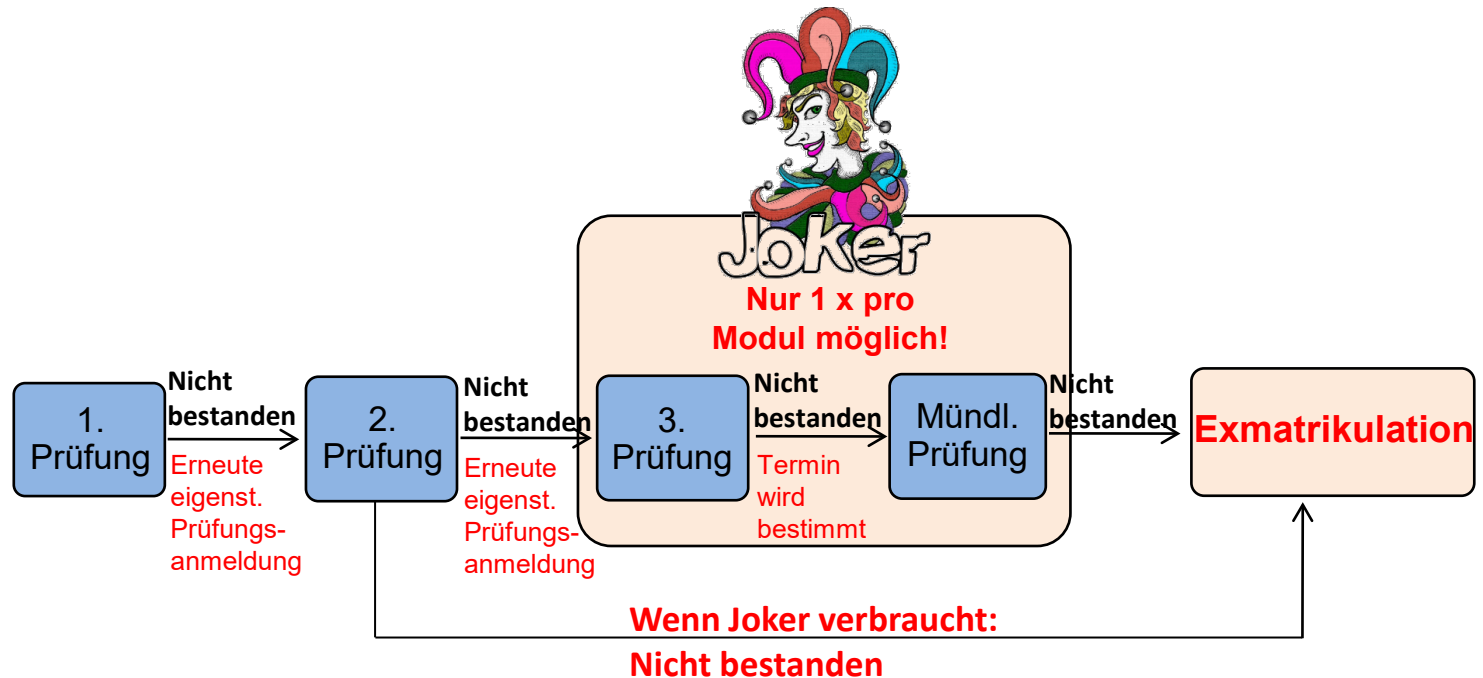 Joker
Nur 1 x pro
Modul möglich!
1.
Prüfung
Nicht
bestanden
Erneute
eigenst.
Prüfungs-
anmeldung
2.
Prüfung
Nicht
bestanden
Erneute
eigenst.
Prüfungs-
anmeldung
3.
Prüfung
Nicht
bestanden
Termin
wird
bestimmt
Mündl.
Prüfung
Nicht
bestanden
Exmatrikulation
Wenn Joker verbraucht:
Nicht bestanden